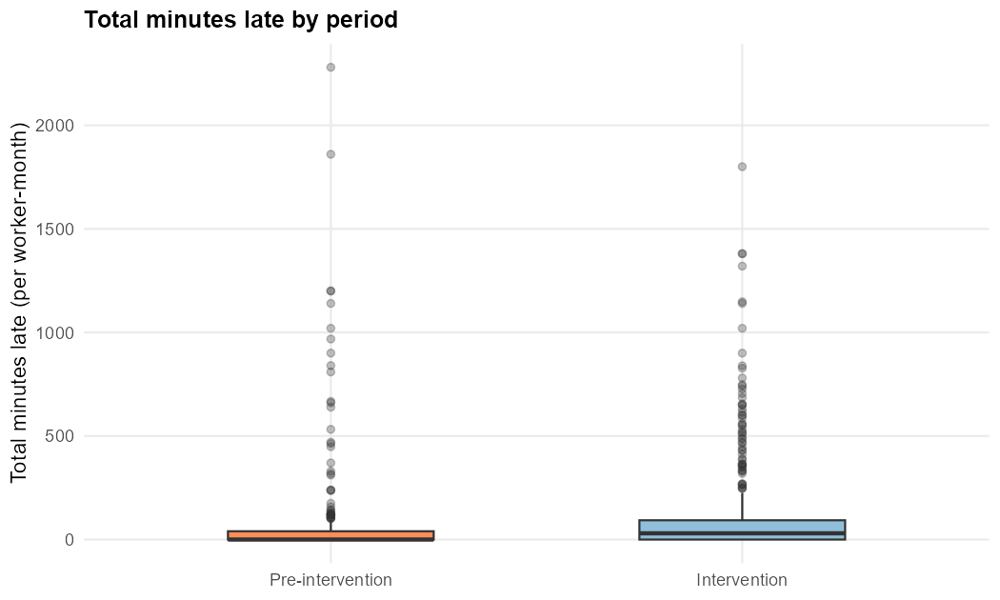 Total minutes late by period
Total minutes late (per worker-month)
2000
1500
1000
500
0
Pre-intervention
Intervention